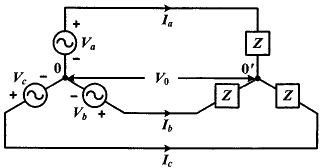 I_a
+
V_a
Z
−
V_c − 0 V_0 0′
+ − Z Z
V_b + I_b
I_c